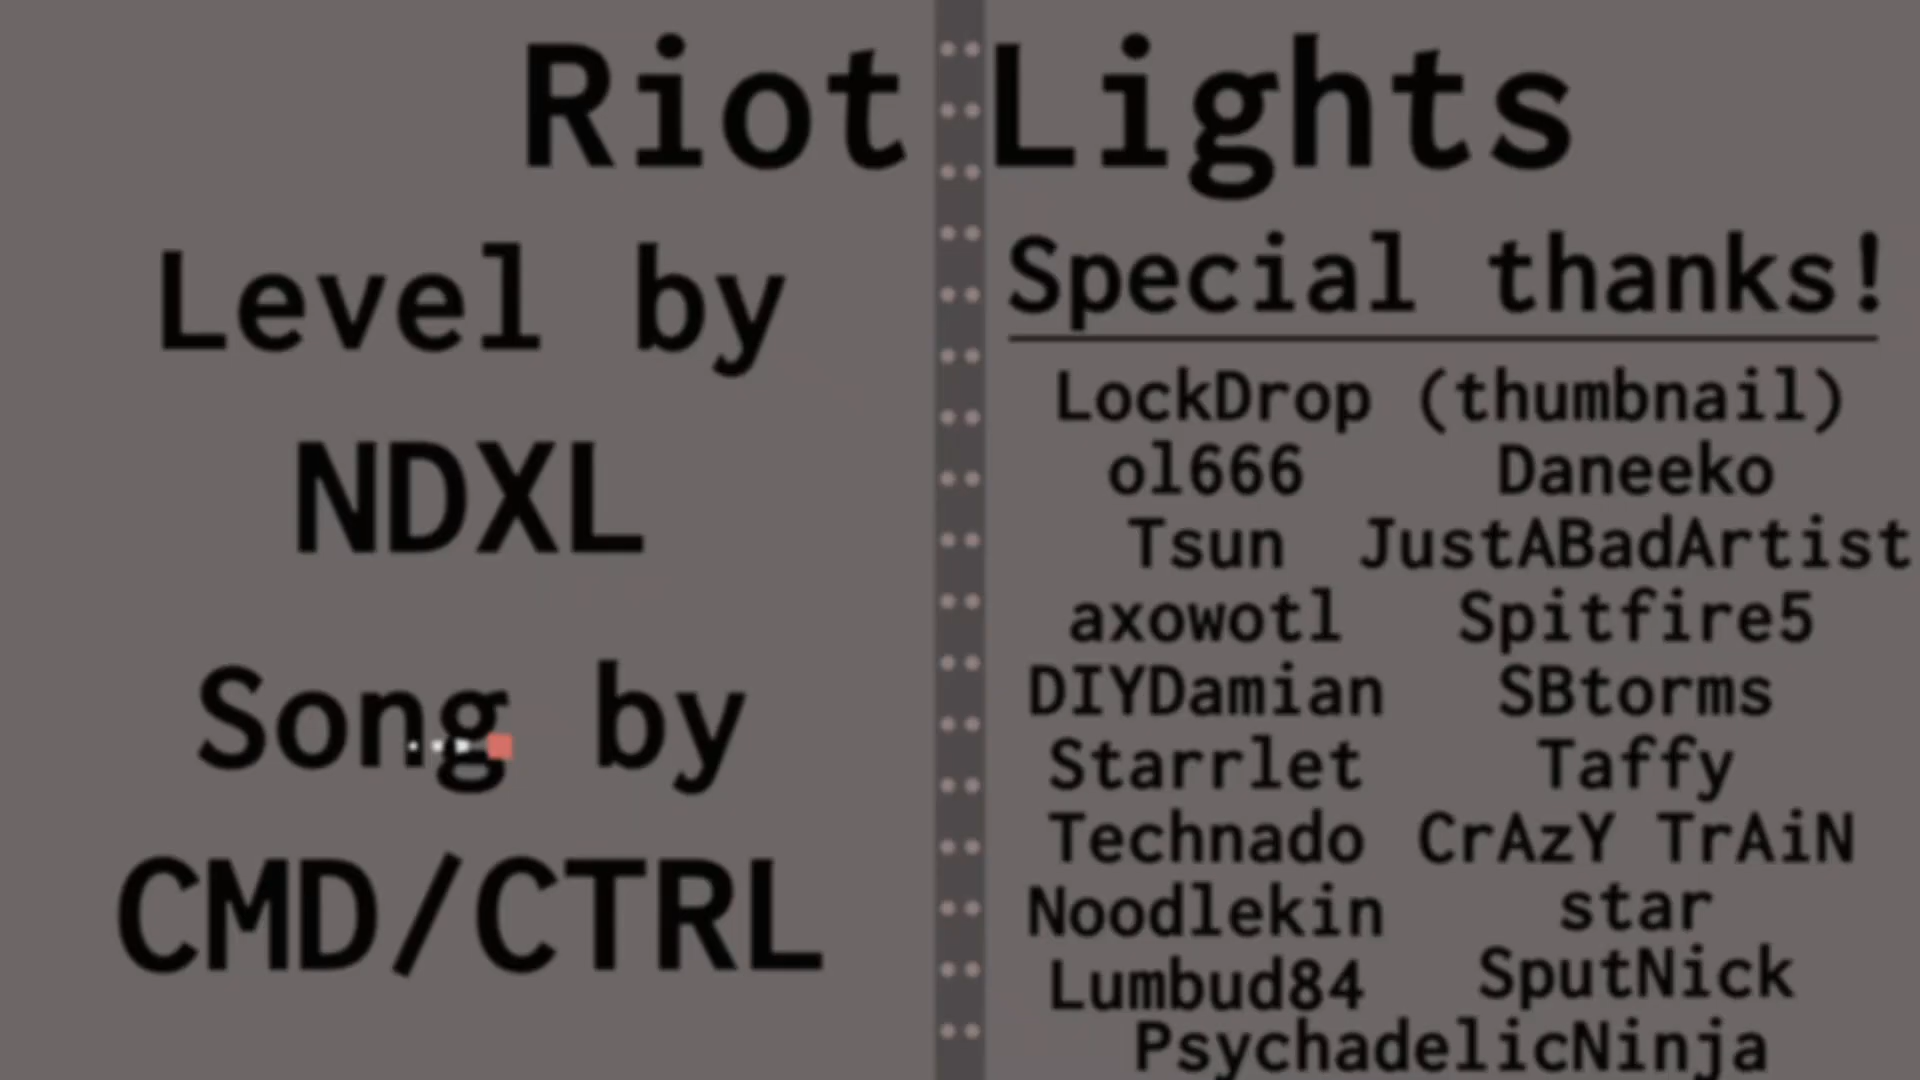 Riot Lights
Level by
NDXL
Song by
CMD/CTRL
Special thanks!
LockDrop (thumbnail)
ol666 Daneeko
Tsun JustABadArtist
axowotl Spitfire5
DIYDamian SBtorms
Starrlet Taffy
Technado CrAzY TrAiN
Noodlekin star
Lumbud84 SputNick
PsychadelicNinja